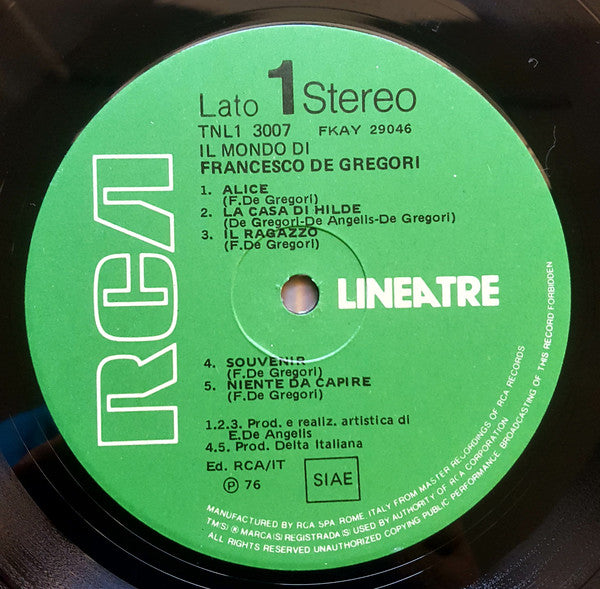 Lato 1 Stereo
TNL1 3007 FKAY 29046
IL MONDO DI
FRANCESCO DE GREGORI
1. ALICE
(F.De Gregori)
2. LA CASA DI HILDE
(De Gregori-De Angelis-De Gregori)
3. IL RAGAZZO
(F.De Gregori)
RCA
LINEATRE
4. SOUVENIR
(F.De Gregori)
5. NIENTE DA CAPIRE
(F.De Gregori)
1.2.3. Prod. e realiz. artistica di
E.De Angelis
4.5. Prod. Delta Italiana
Ed. RCA/IT
Ⓟ 76
SIAE
MANUFACTURED BY RCA SPA, ROME, ITALY, FROM MASTER RECORDINGS OF RCA RECORDS
TM(S) ® MARCA(S) REGISTRADA(S) USED BY AUTHORITY OF RCA CORPORATION
ALL RIGHTS RESERVED UNAUTHORIZED COPYING PUBLIC PERFORMANCE BROADCASTING OF THIS RECORD FORBIDDEN